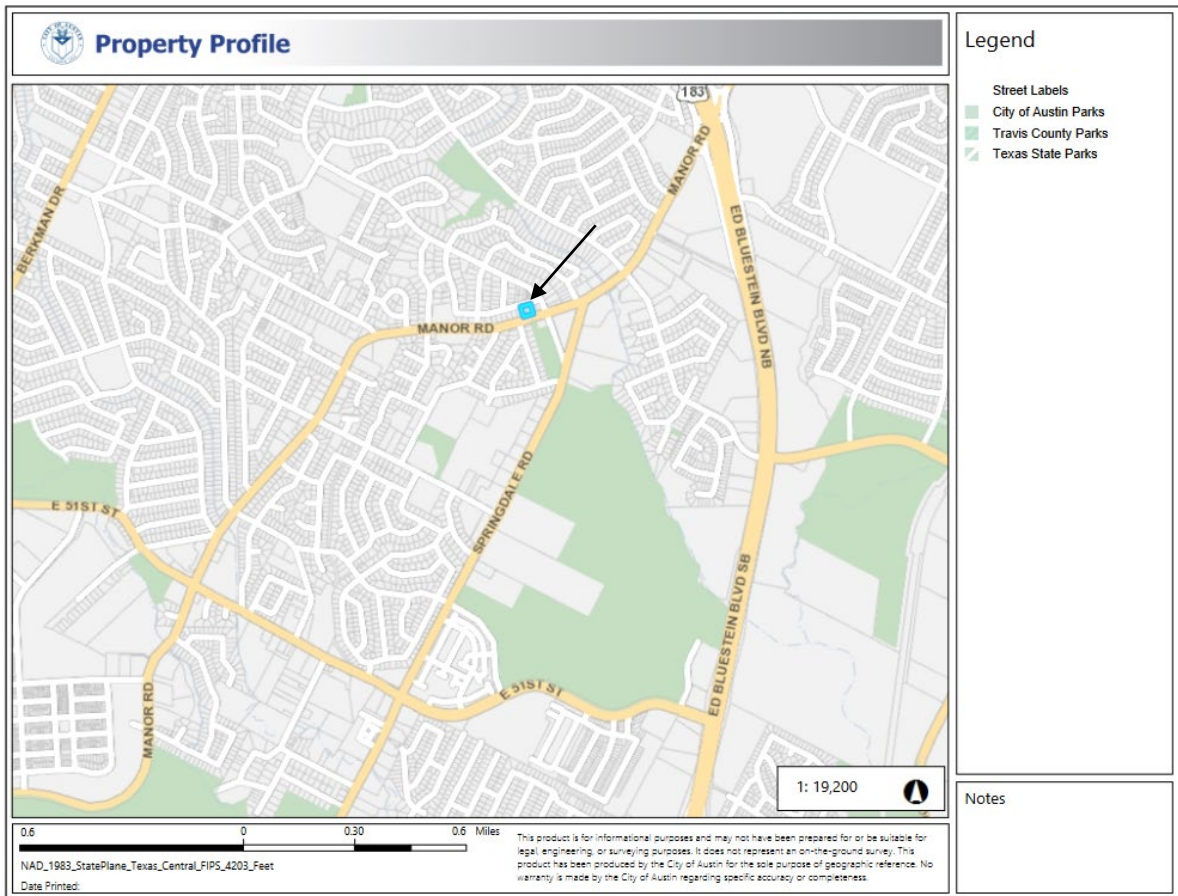 Property Profile
Legend
Street Labels
City of Austin Parks
Travis County Parks
Texas State Parks
183
MANOR RD
BERKMAN DR
ED BLUESTEIN BLVD NB
MANOR RD
SPRINGDALE RD
E 51ST ST
ED BLUESTEIN BLVD SB
E 51ST ST
MANOR RD
1: 19,200
Notes
0.6 0 0.30 0.6 Miles
NAD_1983_StatePlane_Texas_Central_FIPS_4203_Feet
Date Printed:
This product is for informational purposes and may not have been prepared for or be suitable for
legal, engineering, or surveying purposes. It does not represent an on-the-ground survey. This
product has been produced by the City of Austin for the sole purpose of geographic reference. No
warranty is made by the City of Austin regarding specific accuracy or completeness.